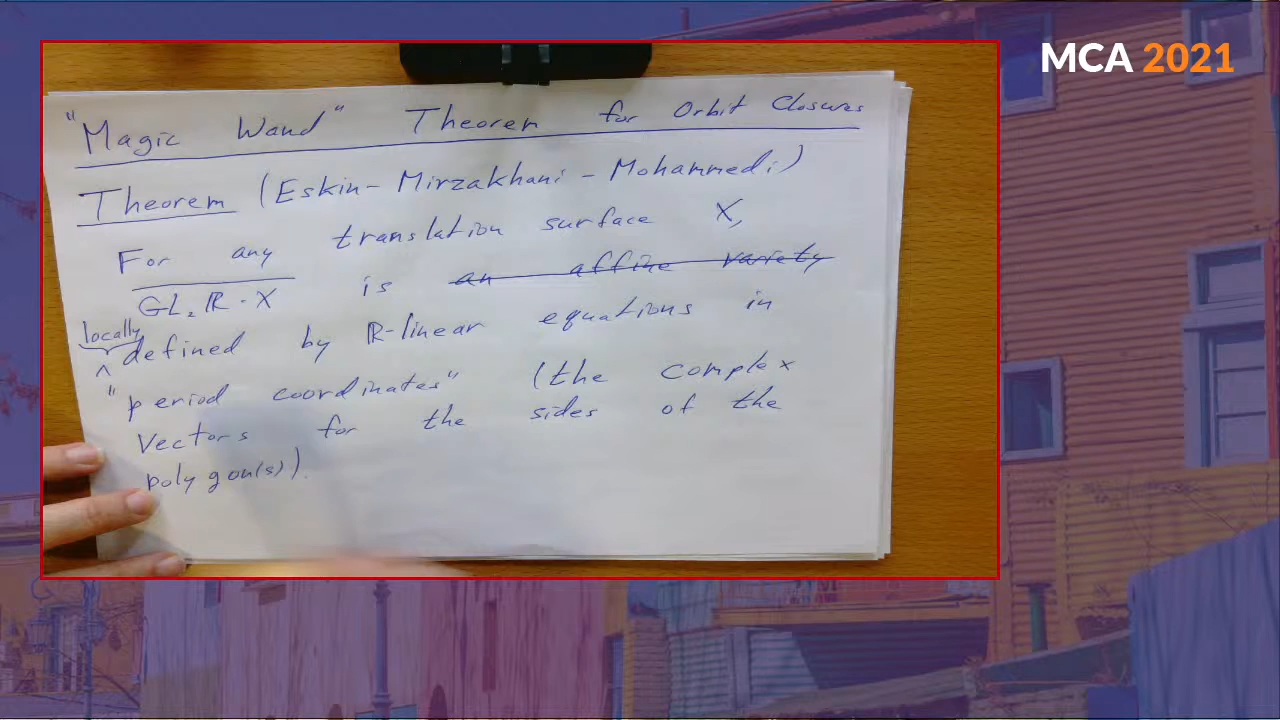 MCA 2021
"Magic Wand" Theorem for Orbit Closures
Theorem (Eskin-Mirzakhani-Mohammedi)
For any translation surface X,
GL₂ℝ·X is an affine variety
locally
defined by ℝ-linear equations in
"period coordinates" (the complex
vectors for the sides of the
polygon(s)).